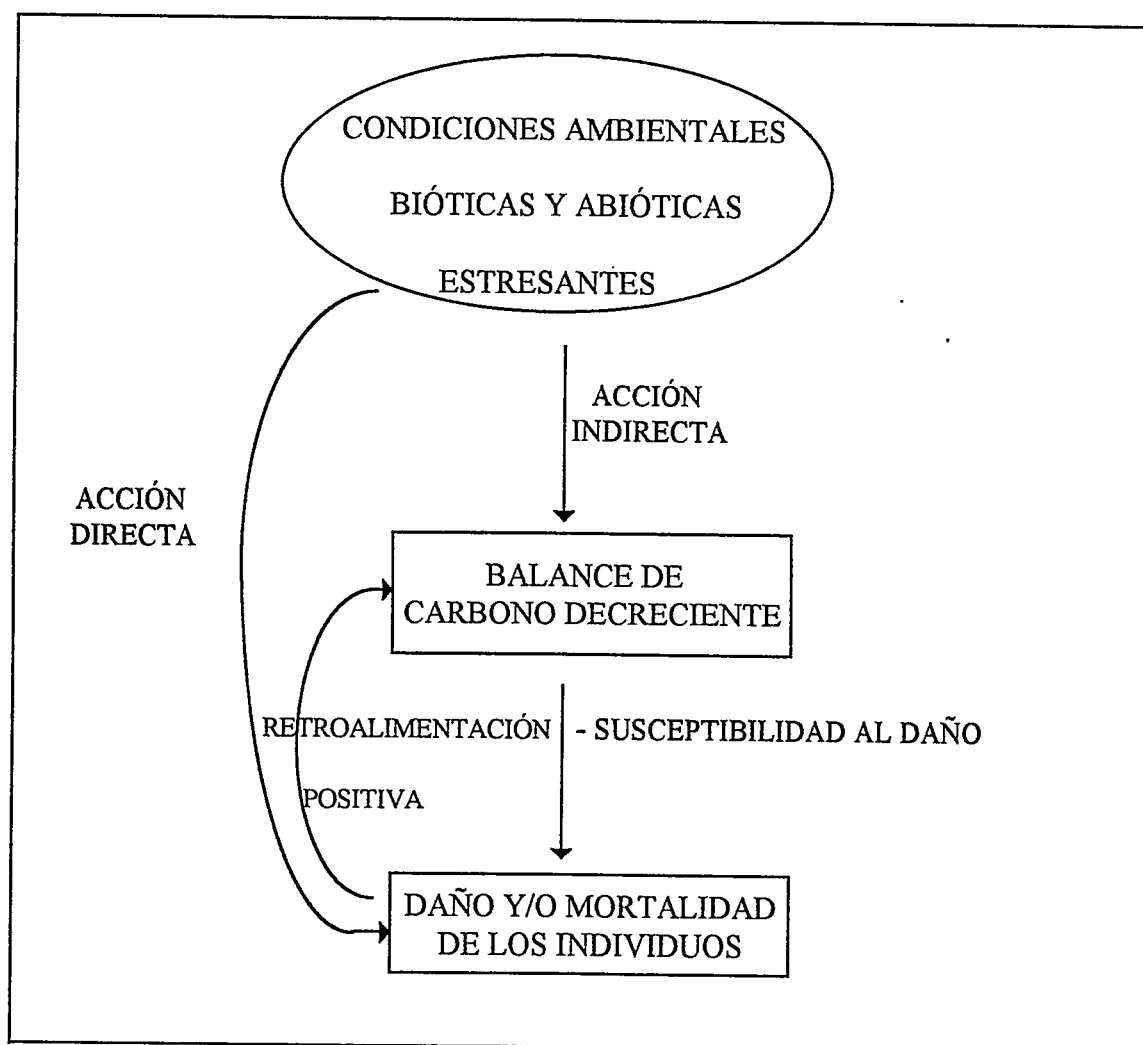 CONDICIONES AMBIENTALES
BIÓTICAS Y ABIÓTICAS
ESTRESANTES
ACCIÓN
INDIRECTA
ACCIÓN
DIRECTA
BALANCE DE
CARBONO DECRECIENTE
RETROALIMENTACIÓN
POSITIVA
- SUSCEPTIBILIDAD AL DAÑO
DAÑO Y/O MORTALIDAD
DE LOS INDIVIDUOS